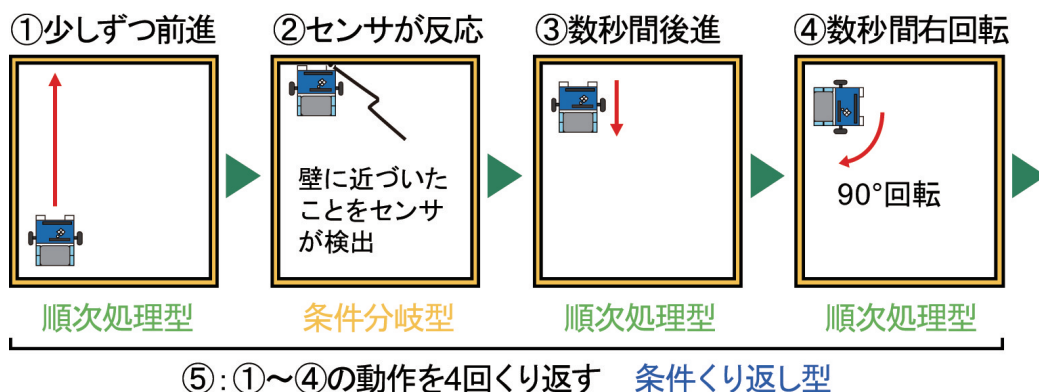 ①少しずつ前進
②センサが反応
③数秒間後進
④数秒間右回転
壁に近づいた
ことをセンサ
が検出
90°回転
順次処理型
条件分岐型
順次処理型
順次処理型
⑤:①〜④の動作を4回くり返す 条件くり返し型